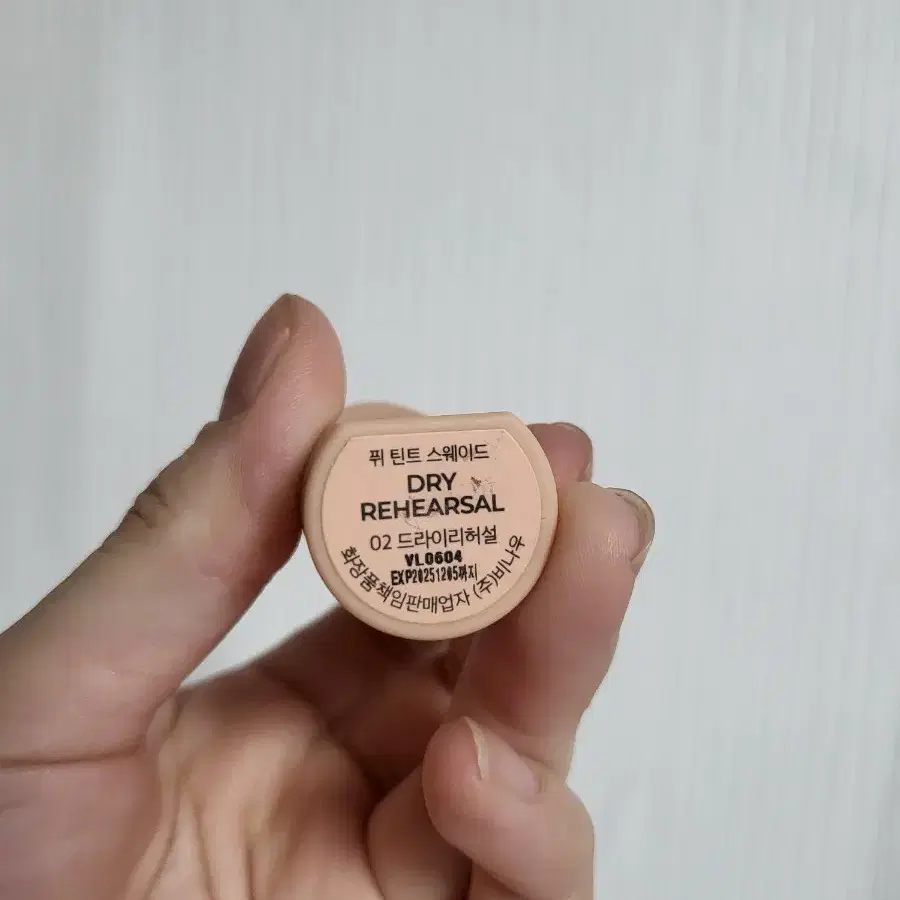 퓌 틴트 스웨이드
DRY
REHEARSAL
02 드라이리허설
VL0604
EXP20251205까지
화장품책임판매업자 (주)비나우